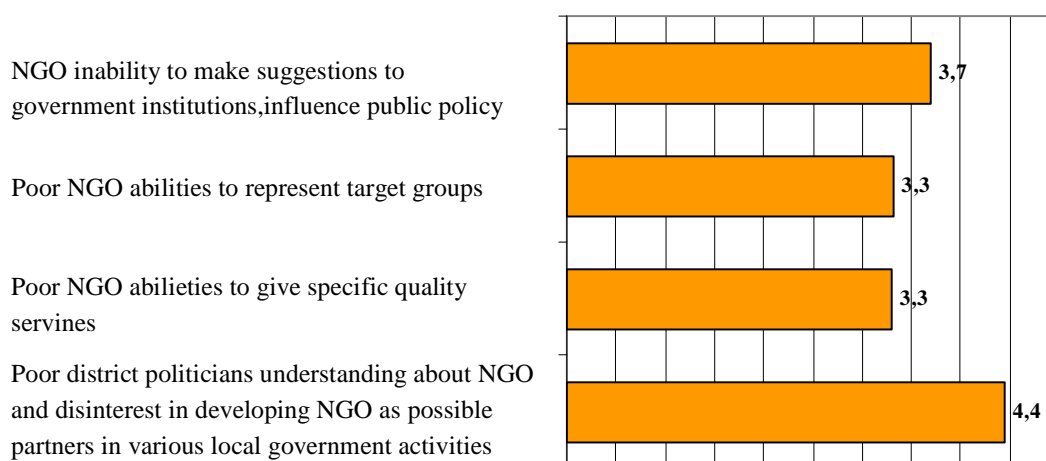 NGO inability to make suggestions to
government institutions,influence public policy
3,7
Poor NGO abilities to represent target groups
3,3
Poor NGO abilieties to give specific quality
servines
3,3
Poor district politicians understanding about NGO
and disinterest in developing NGO as possible
partners in various local government activities
4,4